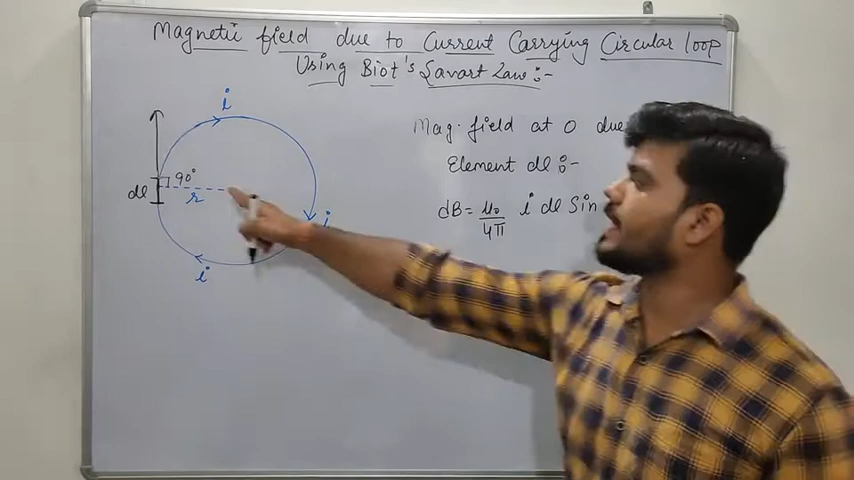 Magnetic field due to Current Carrying Circular loop
Using Biot's Savart Law :-
i
90°
dl
r
i
i
Mag. field at O due
Element dl :-
dB = μ₀/4π i dl Sin